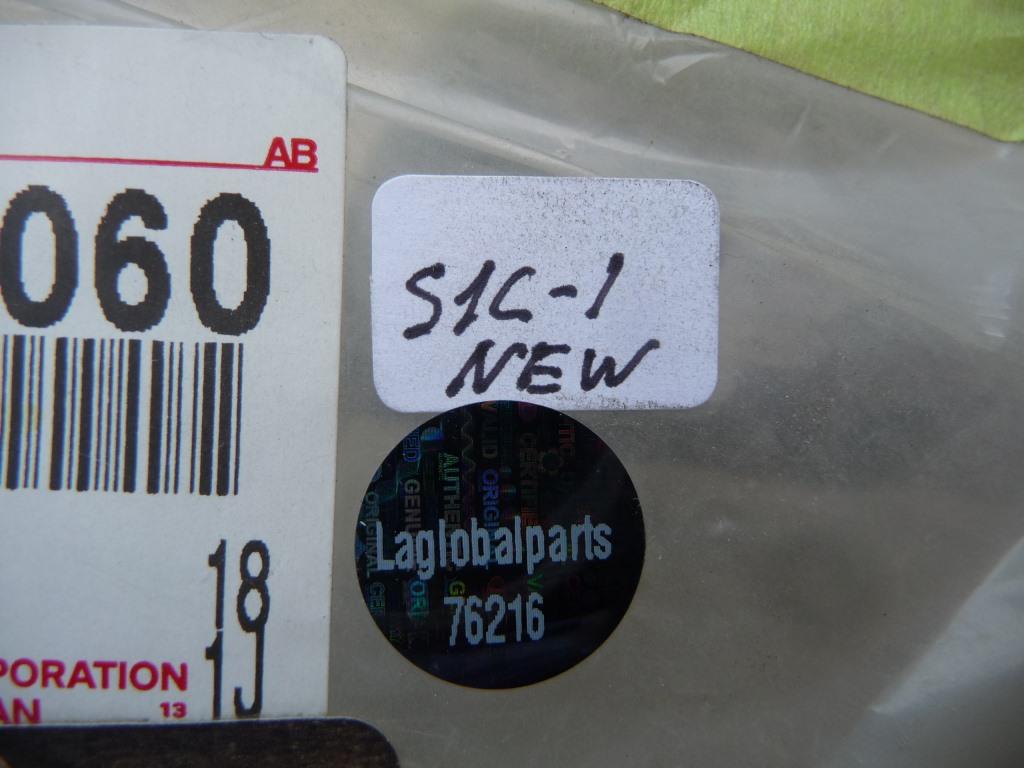 AB
060
S1C-1
NEW
Laglobalparts
76216
18
1J
PORATION
AN 13